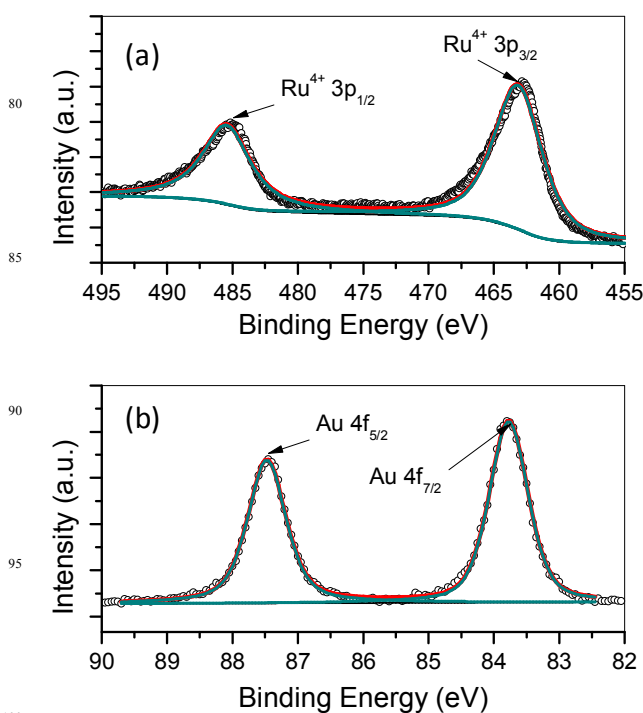 (a)
Ru⁴⁺ 3p₃/₂
Ru⁴⁺ 3p₁/₂
80
Intensity (a.u.)
85
495 490 485 480 475 470 465 460 455
Binding Energy (eV)
90
(b)
Au 4f₅/₂
Au 4f₇/₂
Intensity (a.u.)
95
90 89 88 87 86 85 84 83 82
Binding Energy (eV)